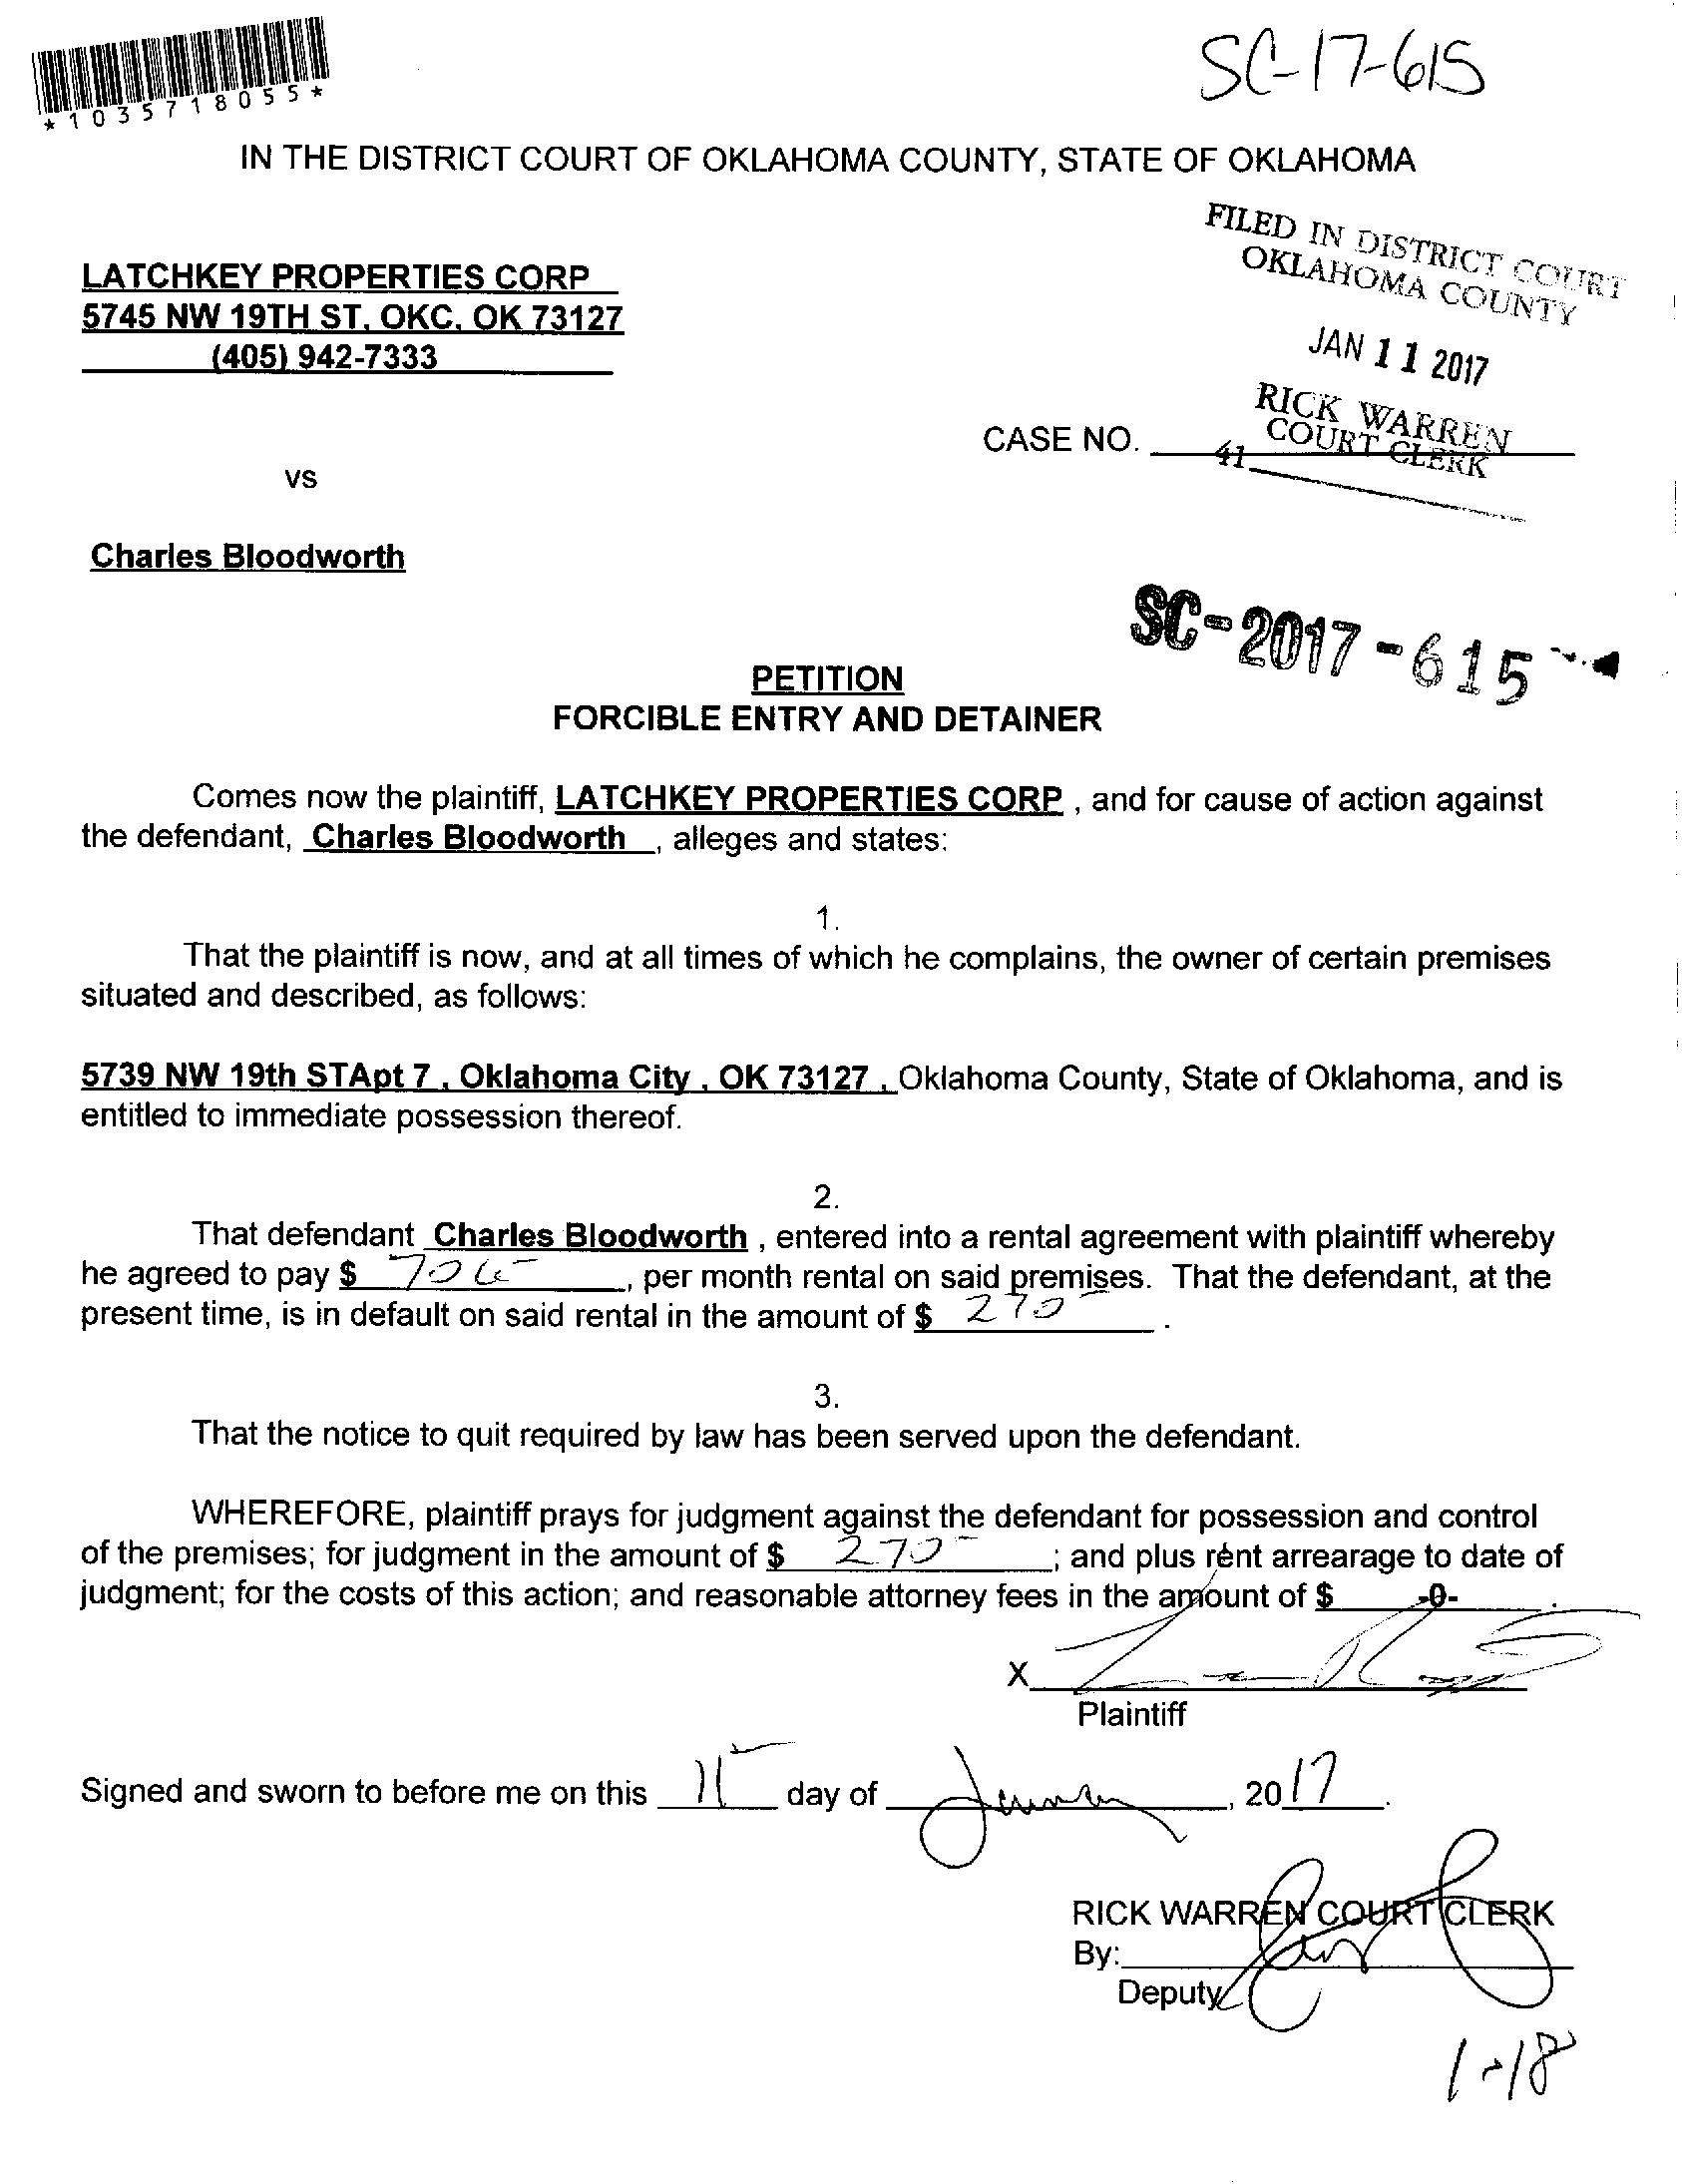 *1035718055*
SC-17-615
IN THE DISTRICT COURT OF OKLAHOMA COUNTY, STATE OF OKLAHOMA
FILED IN DISTRICT COURT
OKLAHOMA COUNTY
JAN 11 2017
RICK WARREN
COURT CLERK
41
LATCHKEY PROPERTIES CORP
5745 NW 19TH ST, OKC, OK 73127
(405) 942-7333
CASE NO.
vs
Charles Bloodworth
SC-2017-615
PETITION
FORCIBLE ENTRY AND DETAINER
Comes now the plaintiff, LATCHKEY PROPERTIES CORP , and for cause of action against
the defendant, Charles Bloodworth , alleges and states:
1.
That the plaintiff is now, and at all times of which he complains, the owner of certain premises
situated and described, as follows:
5739 NW 19th STApt 7 , Oklahoma City , OK 73127 , Oklahoma County, State of Oklahoma, and is
entitled to immediate possession thereof.
2.
That defendant Charles Bloodworth , entered into a rental agreement with plaintiff whereby
he agreed to pay $ , per month rental on said premises. That the defendant, at the
present time, is in default on said rental in the amount of $ 270 .
3.
That the notice to quit required by law has been served upon the defendant.
WHEREFORE, plaintiff prays for judgment against the defendant for possession and control
of the premises; for judgment in the amount of $ 270 ; and plus rent arrearage to date of
judgment; for the costs of this action; and reasonable attorney fees in the amount of $ -0- .
X
Plaintiff
Signed and sworn to before me on this 11 day of January, 2017.
RICK WARREN COURT CLERK
By:
Deputy
1-18